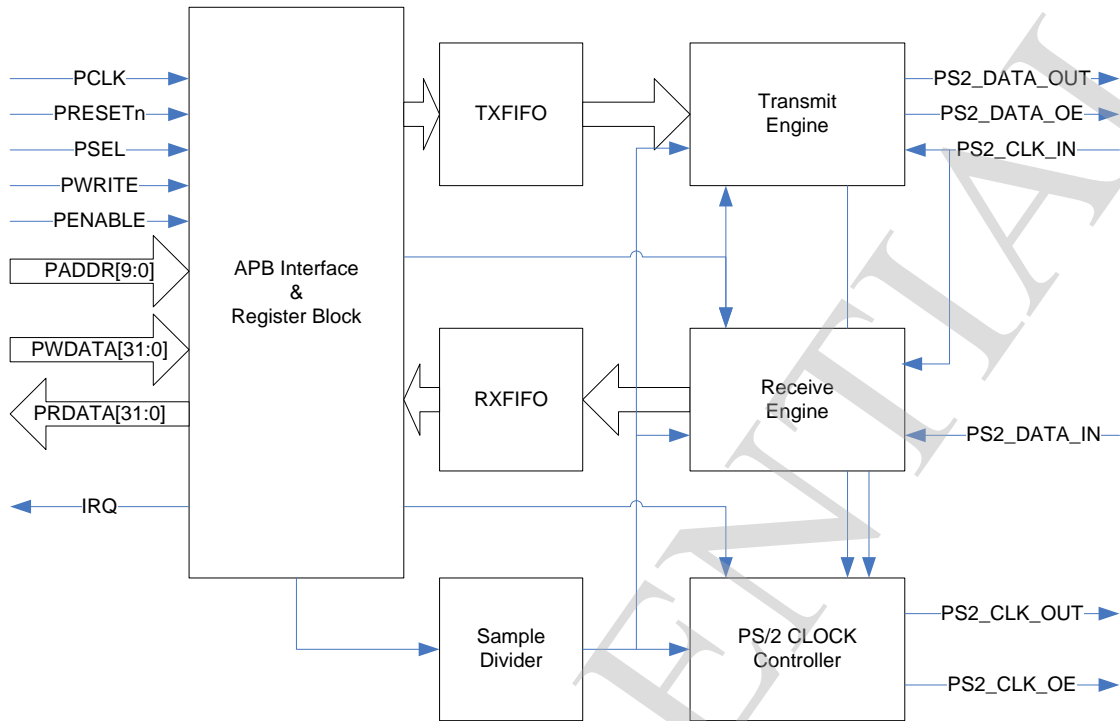 PCLK
PRESETn
PSEL
PWRITE
PENABLE
PADDR[9:0]
PWDATA[31:0]
PRDATA[31:0]
IRQ
APB Interface
&
Register Block
TXFIFO
RXFIFO
Sample
Divider
Transmit
Engine
Receive
Engine
PS/2 CLOCK
Controller
PS2_DATA_OUT
PS2_DATA_OE
PS2_CLK_IN
PS2_DATA_IN
PS2_CLK_OUT
PS2_CLK_OE
ENTIAL